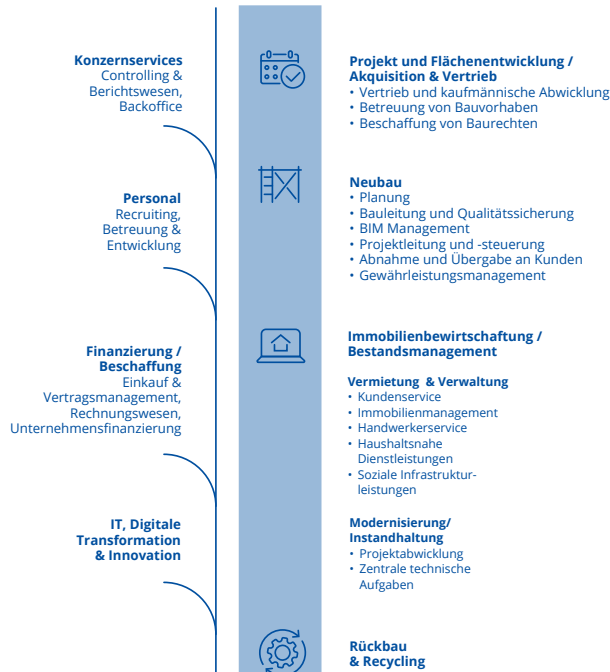 Konzernservices
Controlling &
Berichtswesen,
Backoffice
Projekt und Flächenentwicklung /
Akquisition & Vertrieb
• Vertrieb und kaufmännische Abwicklung
• Betreuung von Bauvorhaben
• Beschaffung von Baurechten
Personal
Recruiting,
Betreuung &
Entwicklung
Neubau
• Planung
• Bauleitung und Qualitätssicherung
• BIM Management
• Projektleitung und -steuerung
• Abnahme und Übergabe an Kunden
• Gewährleistungsmanagement
Finanzierung /
Beschaffung
Einkauf &
Vertragsmanagement,
Rechnungswesen,
Unternehmensfinanzierung
Immobilienbewirtschaftung /
Bestandsmanagement
Vermietung & Verwaltung
• Kundenservice
• Immobilienmanagement
• Handwerkerservice
• Haushaltsnahe
Dienstleistungen
• Soziale Infrastruktur-
leistungen
IT, Digitale
Transformation
& Innovation
Modernisierung/
Instandhaltung
• Projektabwicklung
• Zentrale technische
Aufgaben
Rückbau
& Recycling